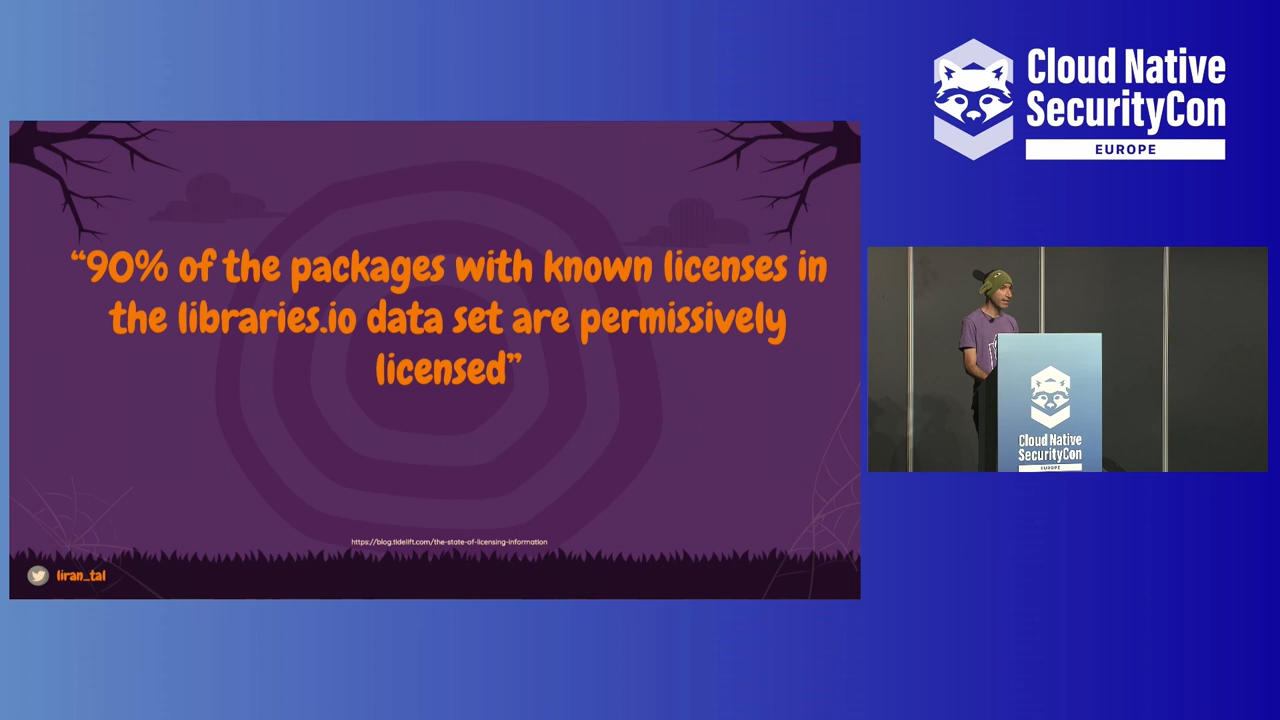 “90% of the packages with known licenses in
the libraries.io data set are permissively
licensed”
https://blog.tidelift.com/the-state-of-licensing-information
liran_tal
Cloud Native
SecurityCon
EUROPE
Cloud Native
SecurityCon
EUROPE